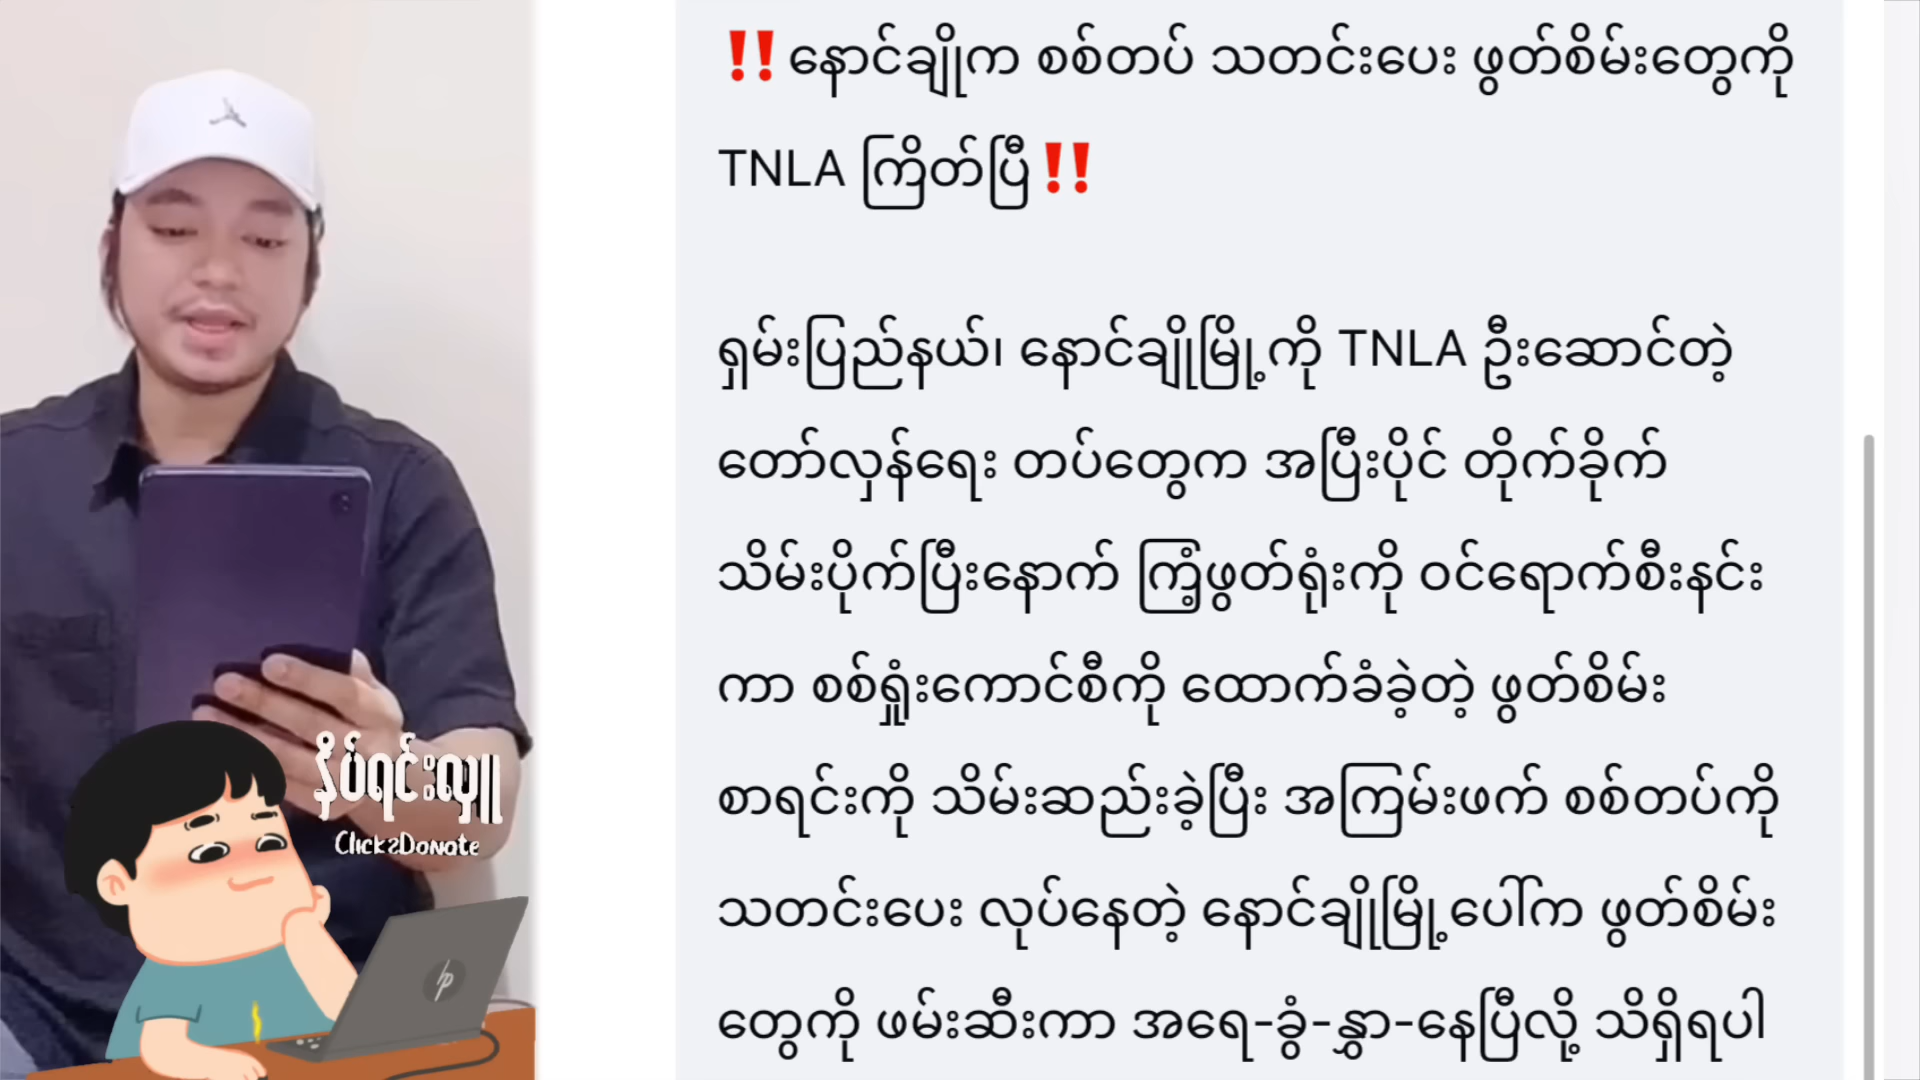 ‼️နောင်ချိုက စစ်တပ် သတင်းပေး ဖွတ်စိမ်းတွေကို
TNLA ကြိတ်ပြီ‼️
ရှမ်းပြည်နယ်၊ နောင်ချိုမြို့ကို TNLA ဦးဆောင်တဲ့
တော်လှန်ရေး တပ်တွေက အပြီးပိုင် တိုက်ခိုက်
သိမ်းပိုက်ပြီးနောက် ကြံ့ဖွတ်ရုံးကို ဝင်ရောက်စီးနင်း
ကာ စစ်ရှုံးကောင်စီကို ထောက်ခံခဲ့တဲ့ ဖွတ်စိမ်း
စာရင်းကို သိမ်းဆည်းခဲ့ပြီး အကြမ်းဖက် စစ်တပ်ကို
သတင်းပေး လုပ်နေတဲ့ နောင်ချိုမြို့ပေါ်က ဖွတ်စိမ်း
တွေကို ဖမ်းဆီးကာ အရေ-ခွံ-နွှာ-နေပြီလို့ သိရှိရပါ
နှိပ်ရင်းလှူ
Click2Donate
hp